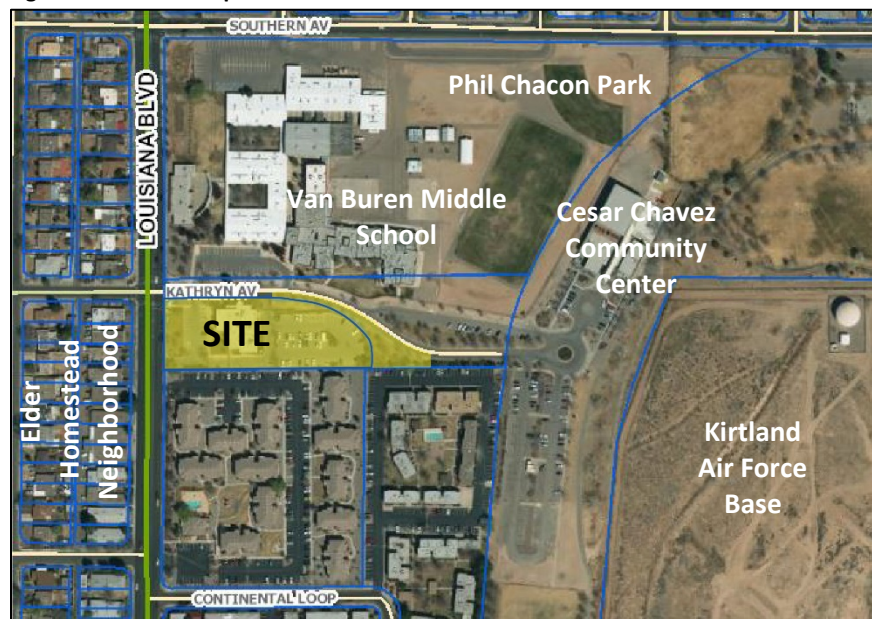 SOUTHERN AV
Phil Chacon Park
LOUISIANA BLVD
Van Buren Middle
School
Cesar Chavez
Community
Center
KATHRYN AV
SITE
Elder
Homestead
Neighborhood
Kirtland
Air Force
Base
CONTINENTAL LOOP